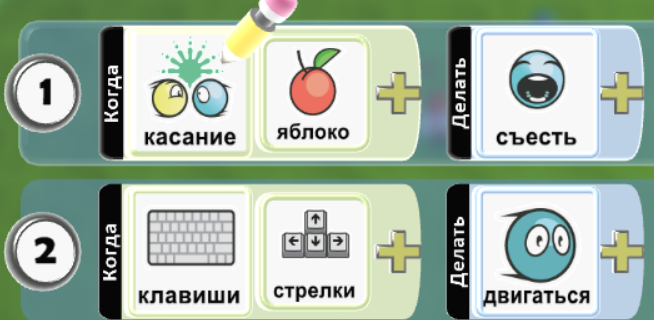 1
Когда
касание
яблоко
Делать
съесть
2
Когда
клавиши
стрелки
Делать
двигаться